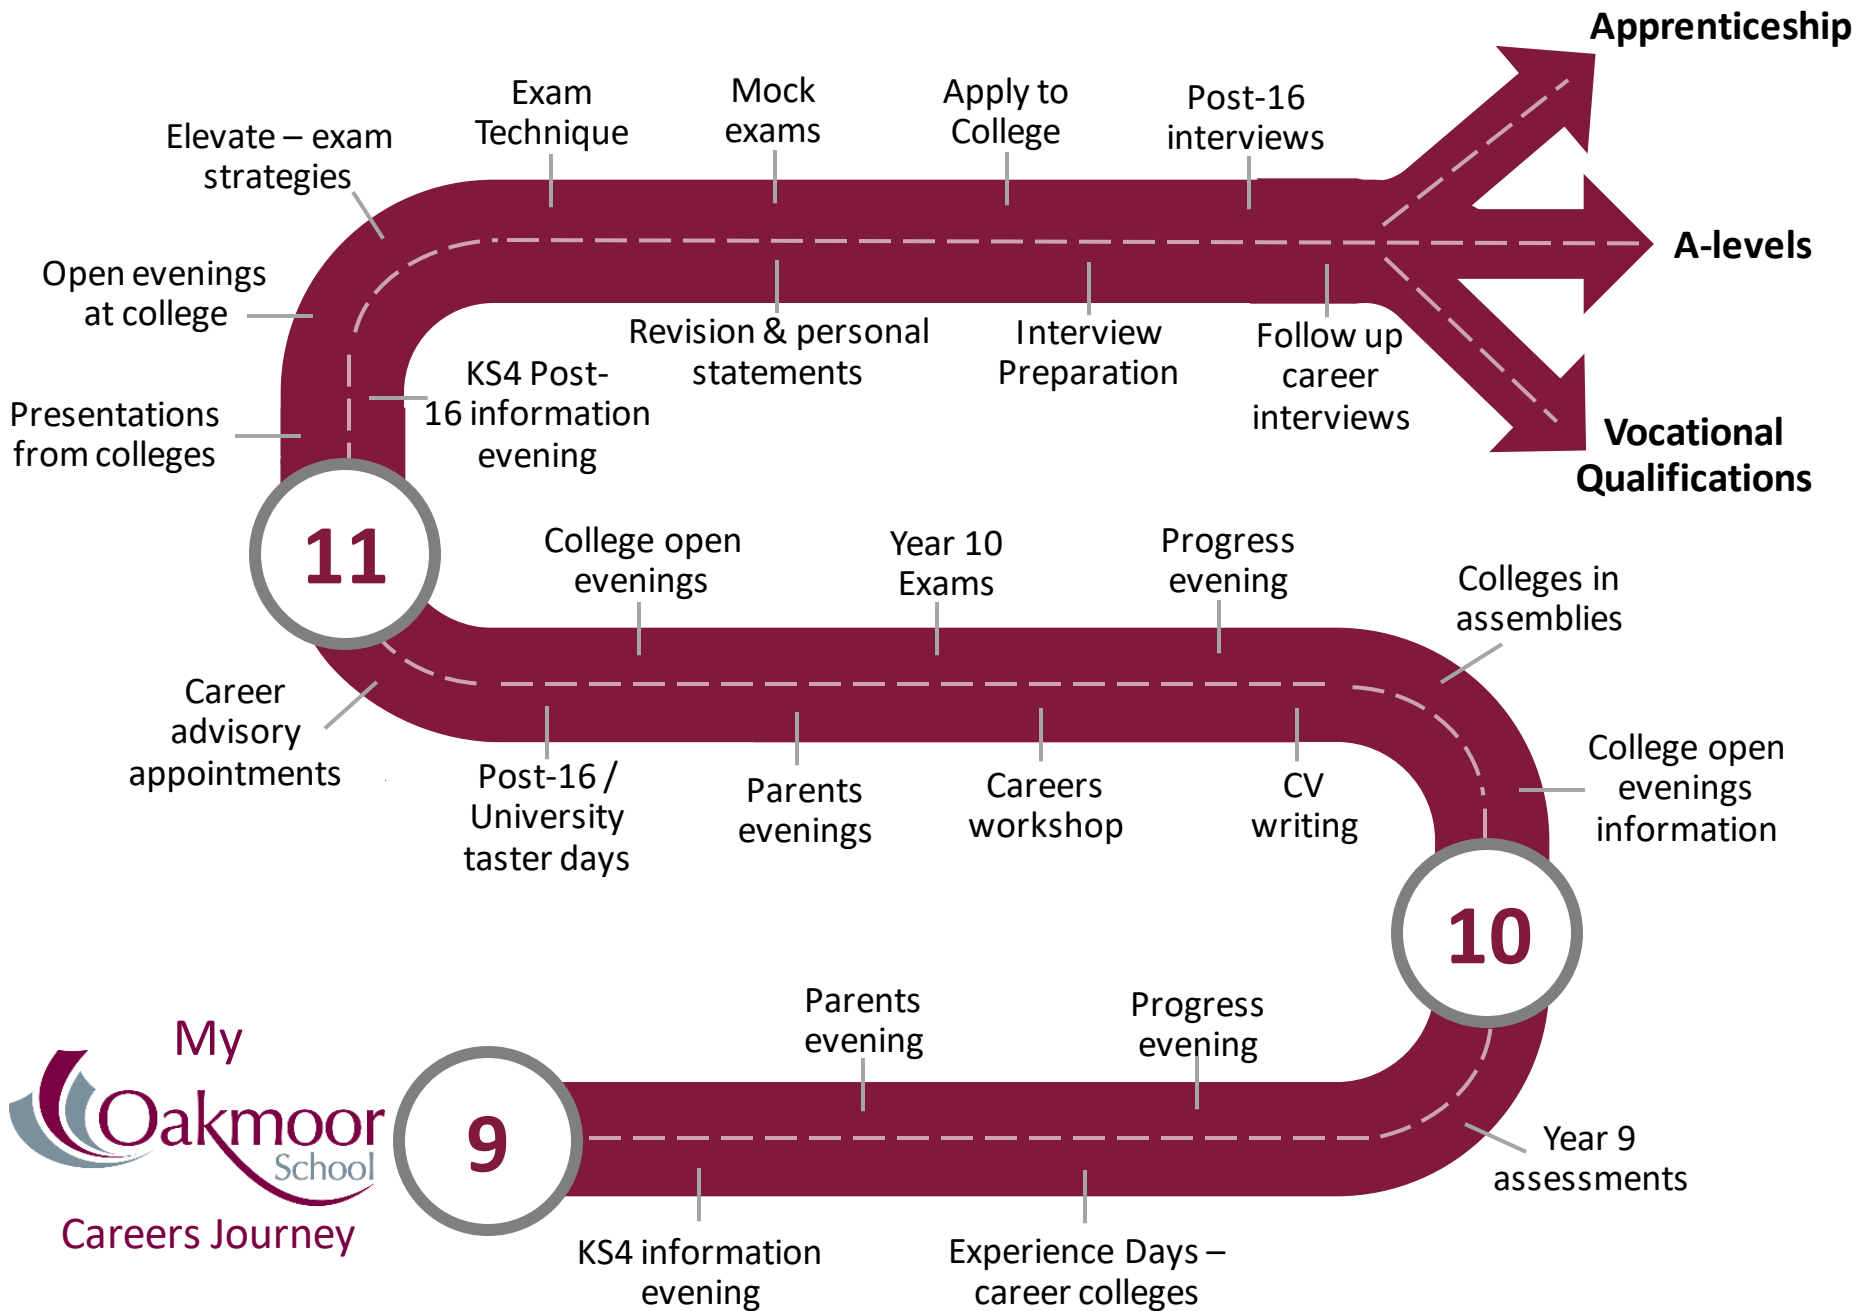 Apprenticeship
Exam
Technique
Mock
exams
Apply to
College
Post-16
interviews
Elevate – exam
strategies
A-levels
Open evenings
at college
Revision & personal
statements
Interview
Preparation
Follow up
career
interviews
KS4 Post-
16 information
evening
Presentations
from colleges
Vocational
Qualifications
11
College open
evenings
Year 10
Exams
Progress
evening
Colleges in
assemblies
Career
advisory
appointments
Post-16 /
University
taster days
Parents
evenings
Careers
workshop
CV
writing
College open
evenings
information
10
Parents
evening
Progress
evening
My
Oakmoor
School
Careers Journey
9
Year 9
assessments
KS4 information
evening
Experience Days –
career colleges